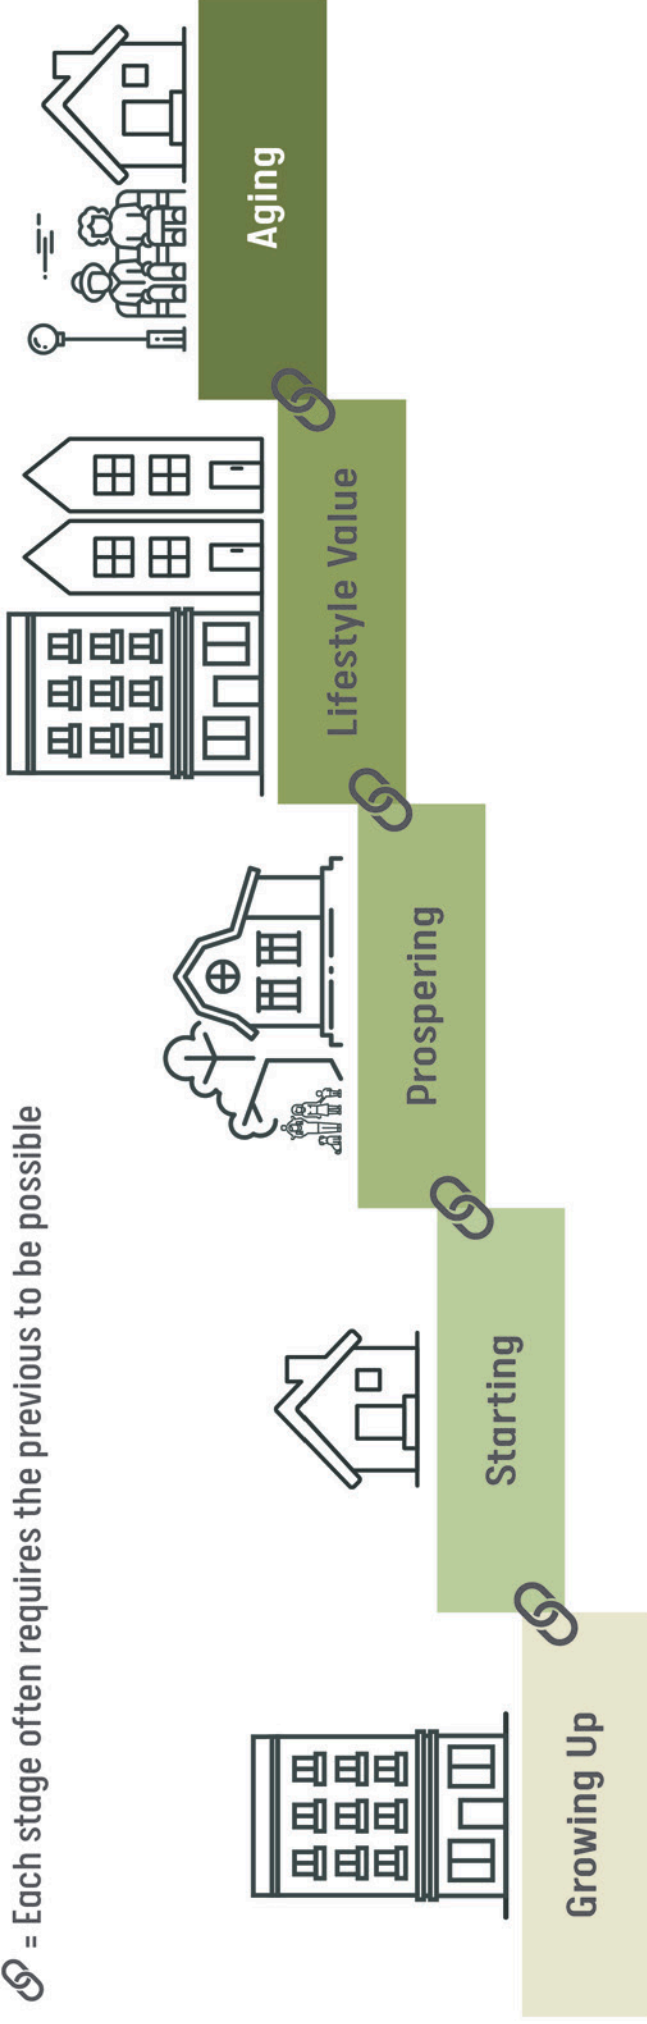 = Each stage often requires the previous to be possible
Growing Up
Starting
Prospering
Lifestyle Value
Aging